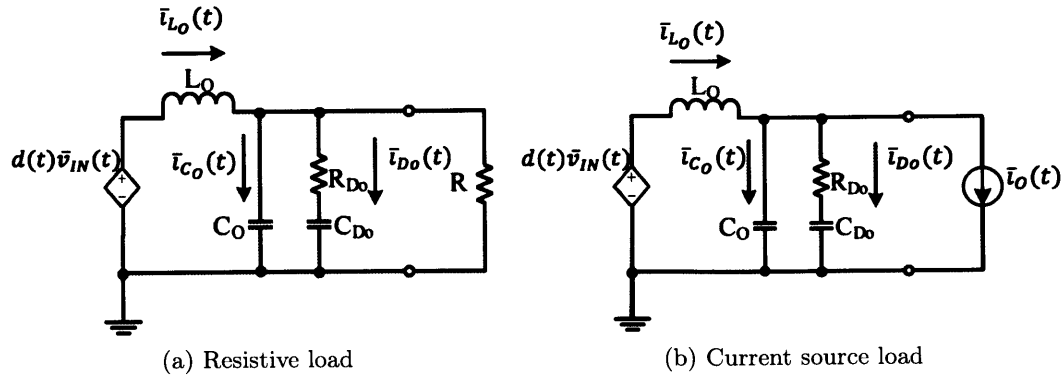 ī_{L_O}(t)
L_O
d(t)v̄_{IN}(t)
+
−
ī_{C_O}(t)
R_{Do}
ī_{Do}(t)
R
C_O
C_{Do}
(a) Resistive load
ī_{L_O}(t)
L_O
d(t)v̄_{IN}(t)
+
−
ī_{C_O}(t)
R_{Do}
ī_{Do}(t)
ī_O(t)
C_O
C_{Do}
(b) Current source load